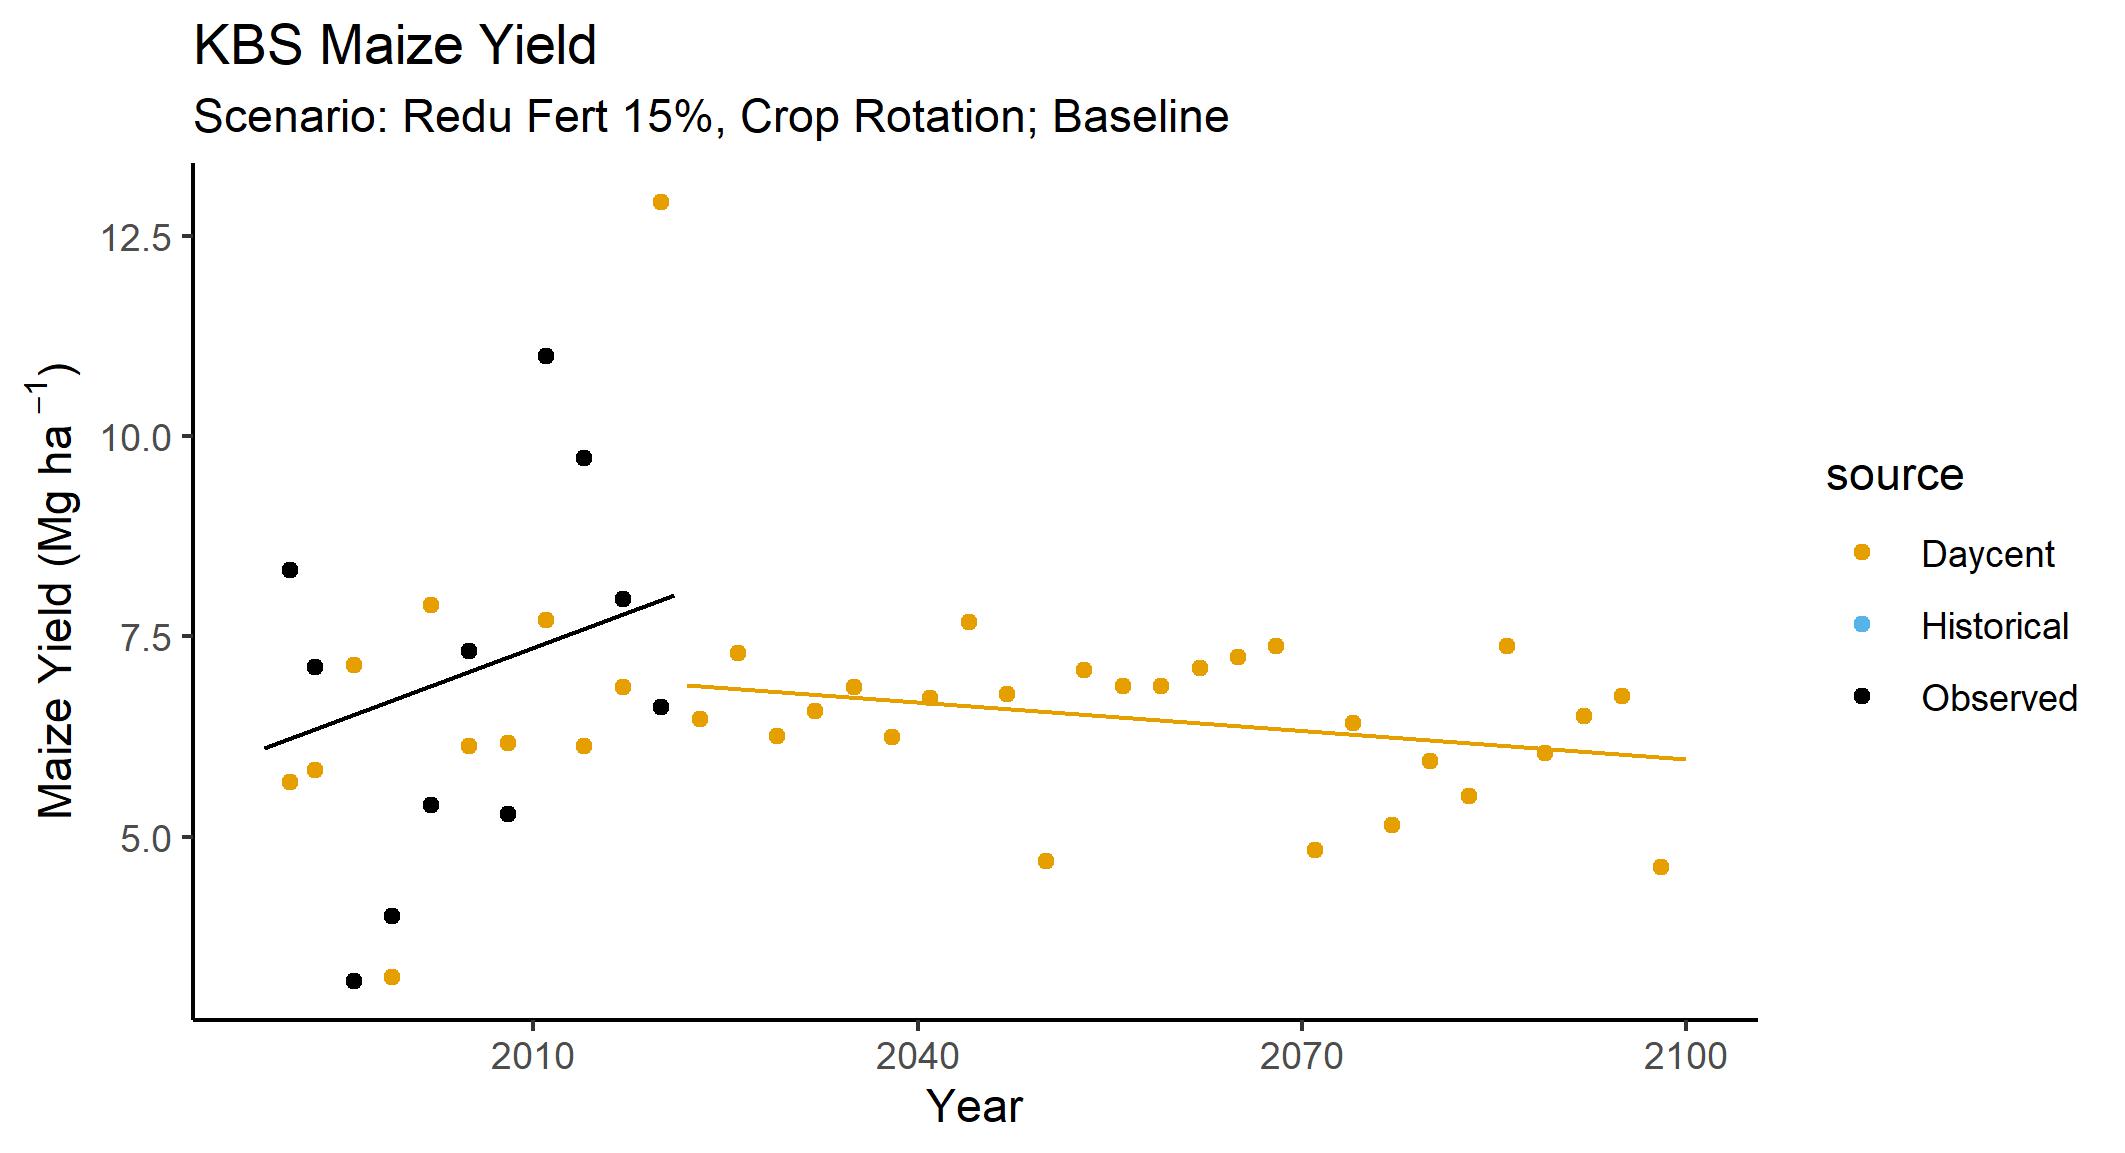 KBS Maize Yield
Scenario: Redu Fert 15%, Crop Rotation; Baseline
Maize Yield (Mg ha −1)
12.5
10.0
7.5
5.0
2010
2040
2070
2100
Year
source
Daycent
Historical
Observed